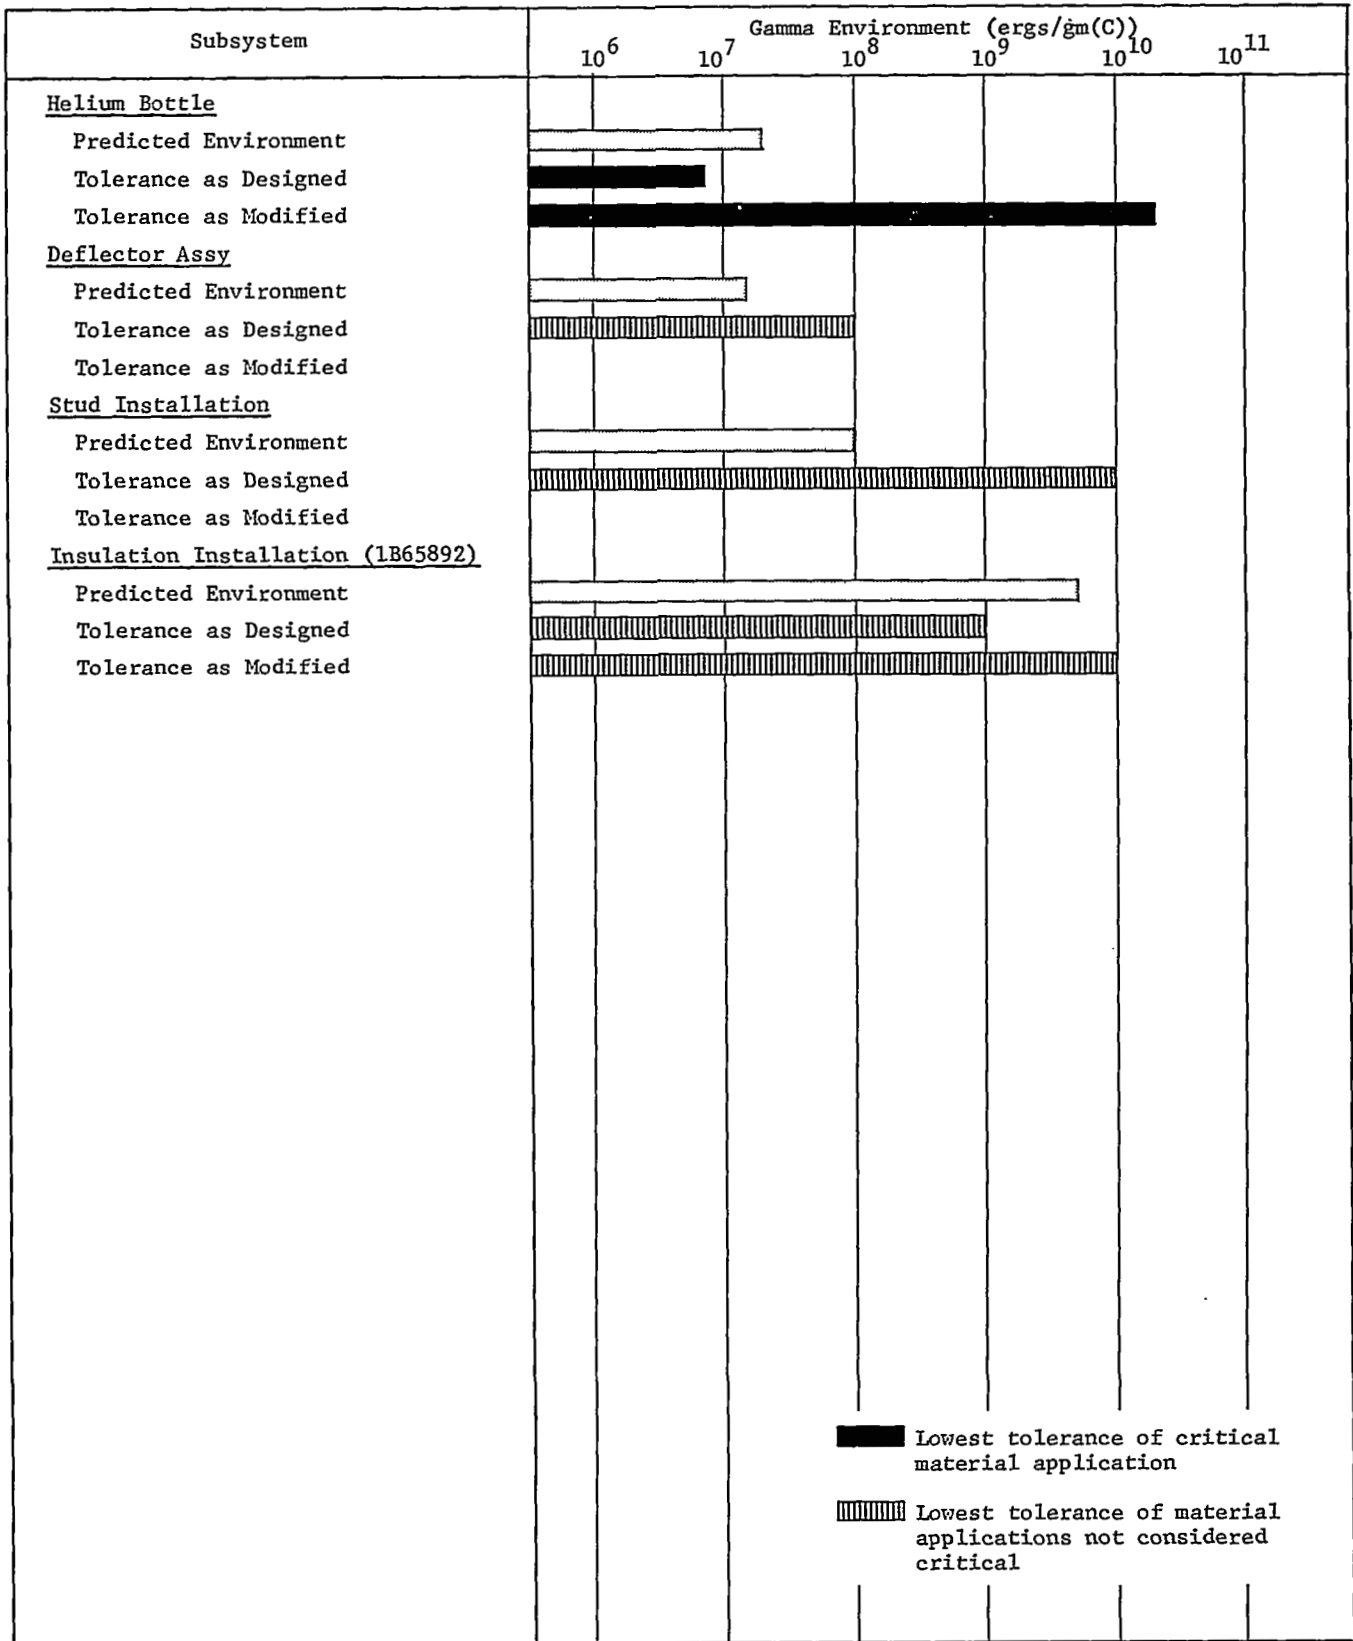 Subsystem
Gamma Environment (ergs/gm(C))
10^6 10^7 10^8 10^9 10^10 10^11
Helium Bottle
Predicted Environment
Tolerance as Designed
Tolerance as Modified
Deflector Assy
Predicted Environment
Tolerance as Designed
Tolerance as Modified
Stud Installation
Predicted Environment
Tolerance as Designed
Tolerance as Modified
Insulation Installation (1B65892)
Predicted Environment
Tolerance as Designed
Tolerance as Modified
Lowest tolerance of critical
material application
Lowest tolerance of material
applications not considered
critical